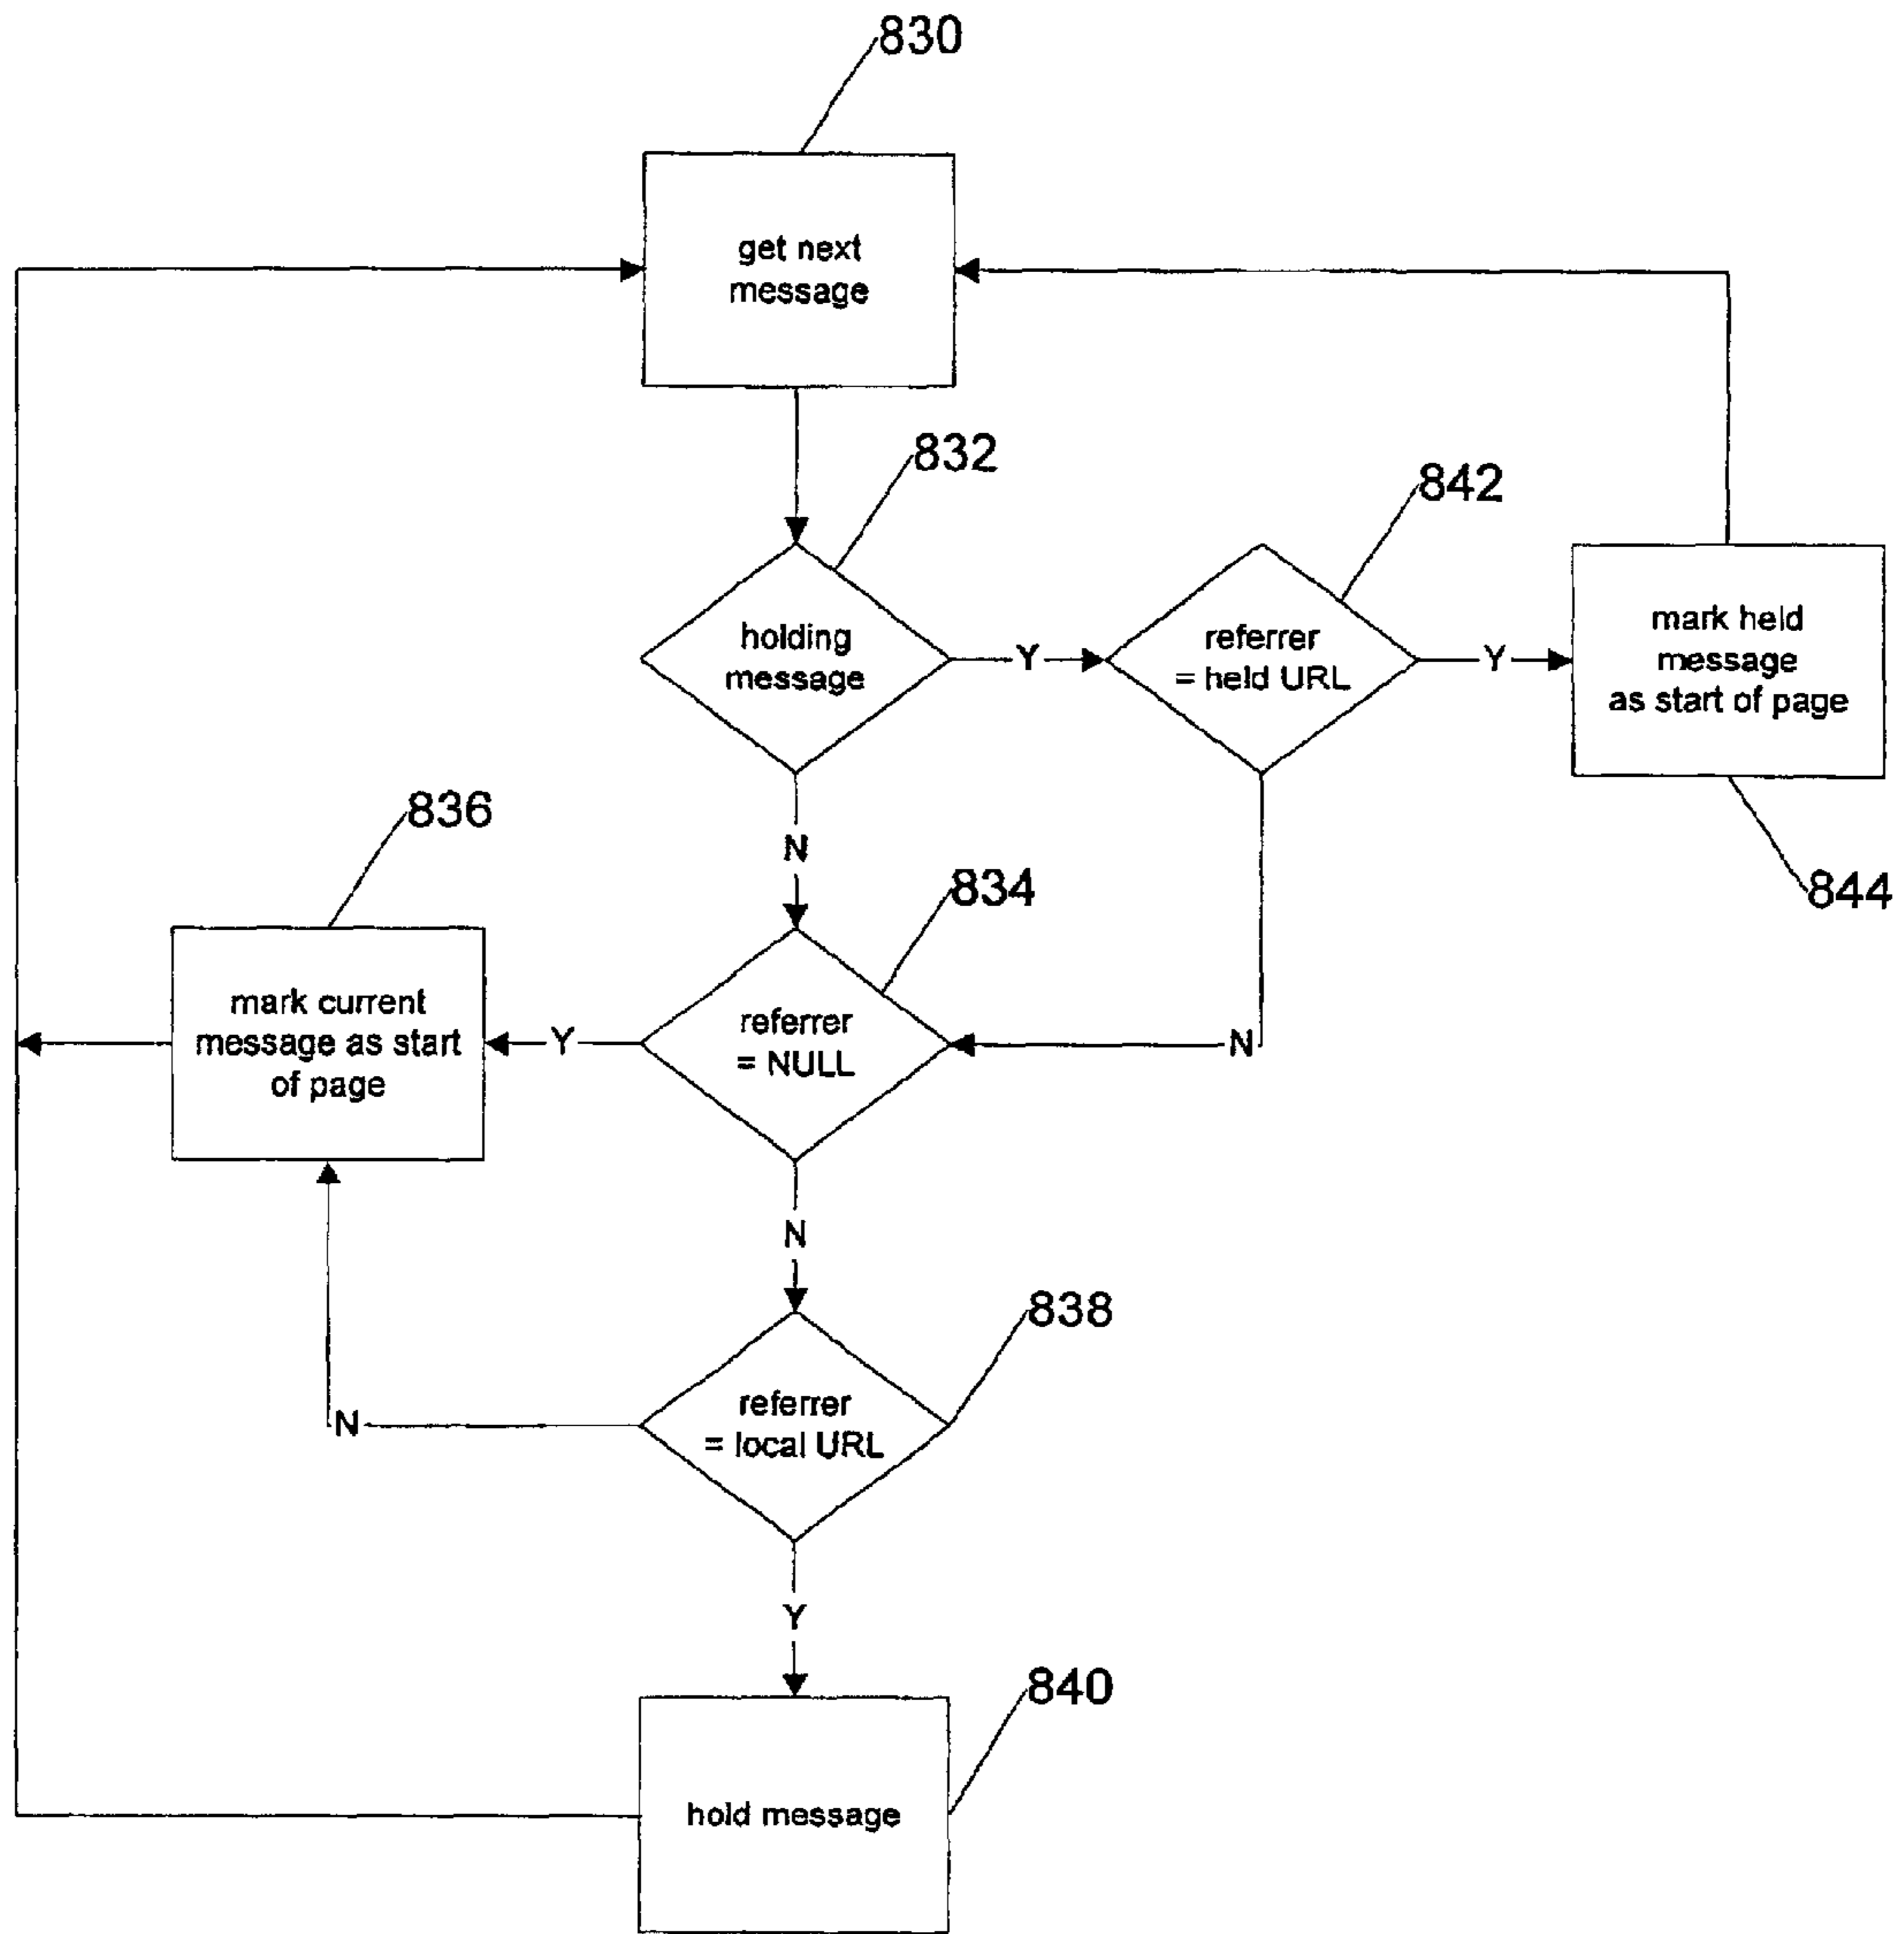 830
get next
message
832
842
holding
message
Y
referrer
= held URL
Y
mark held
message
as start of page
836
N
834
844
mark current
message as start
of page
Y
referrer
= NULL
N
N
838
referrer
= local URL
N
Y
840
hold message